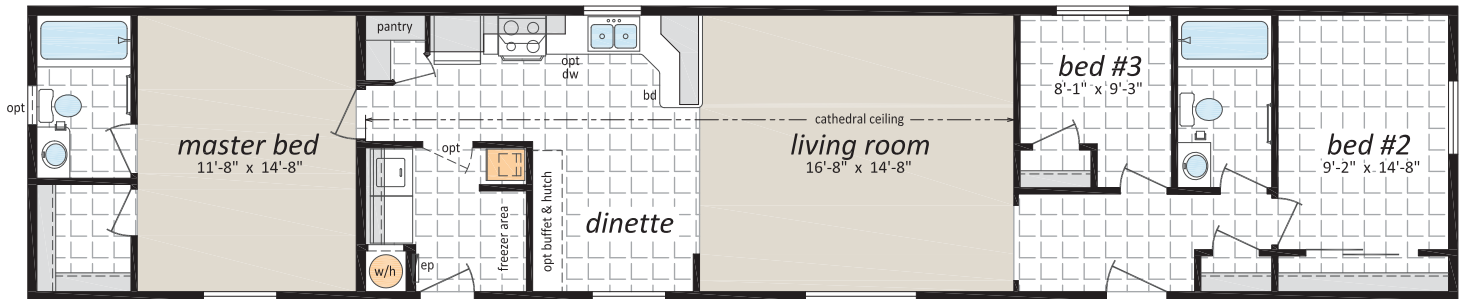 opt
master bed
11'-8" x 14'-8"
pantry
opt
dw
bd
cathedral ceiling
opt
w/h
ep
freezer area
opt buffet & hutch
dinette
living room
16'-8" x 14'-8"
bed #3
8'-1" x 9'-3"
bed #2
9'-2" x 14'-8"